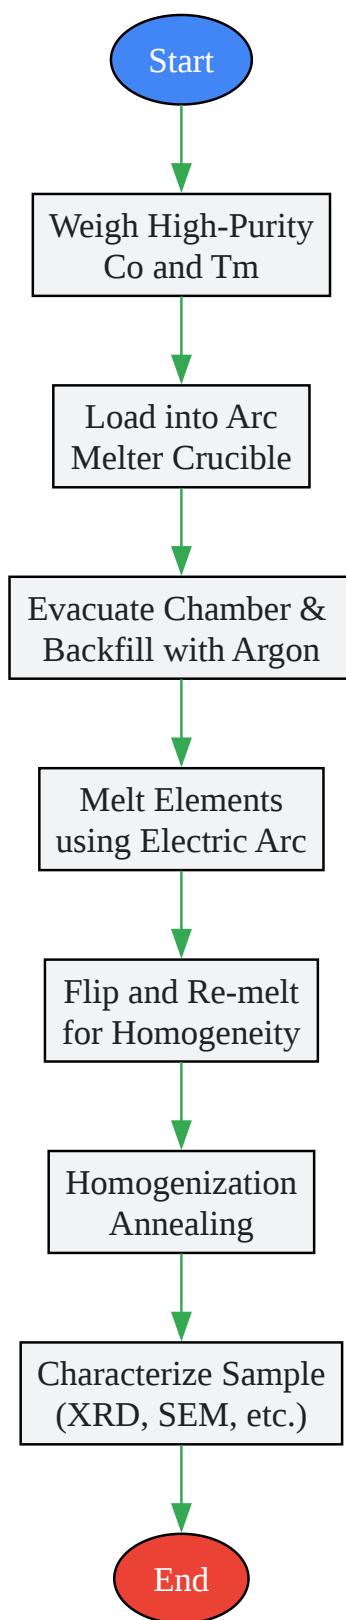 Start
Weigh High-Purity
Co and Tm
Load into Arc
Melter Crucible
Evacuate Chamber &
Backfill with Argon
Melt Elements
using Electric Arc
Flip and Re-melt
for Homogeneity
Homogenization
Annealing
Characterize Sample
(XRD, SEM, etc.)
End